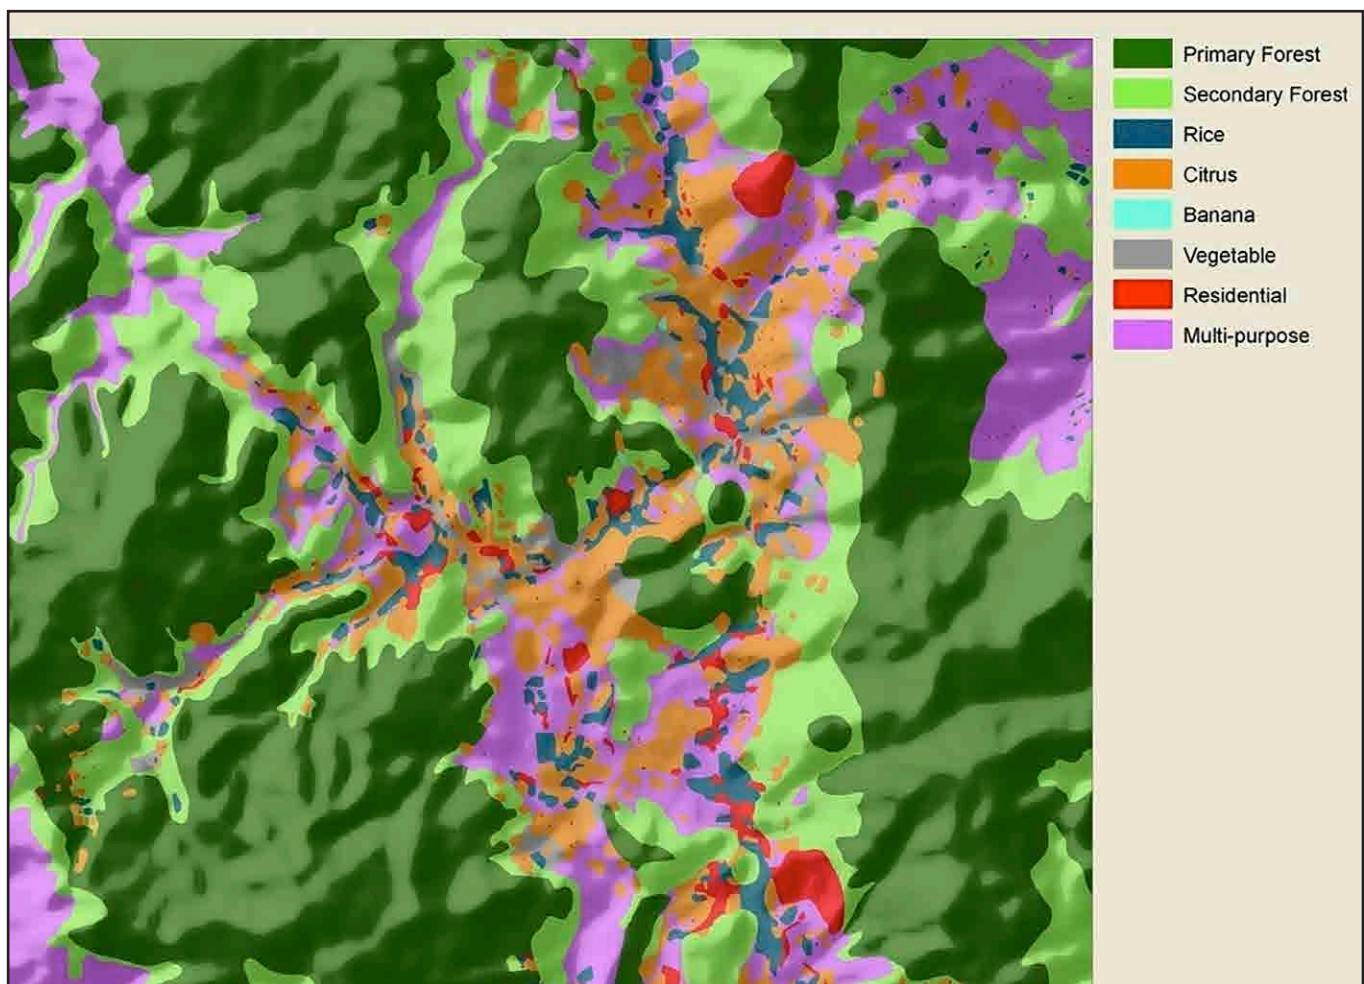 Primary Forest
Secondary Forest
Rice
Citrus
Banana
Vegetable
Residential
Multi-purpose